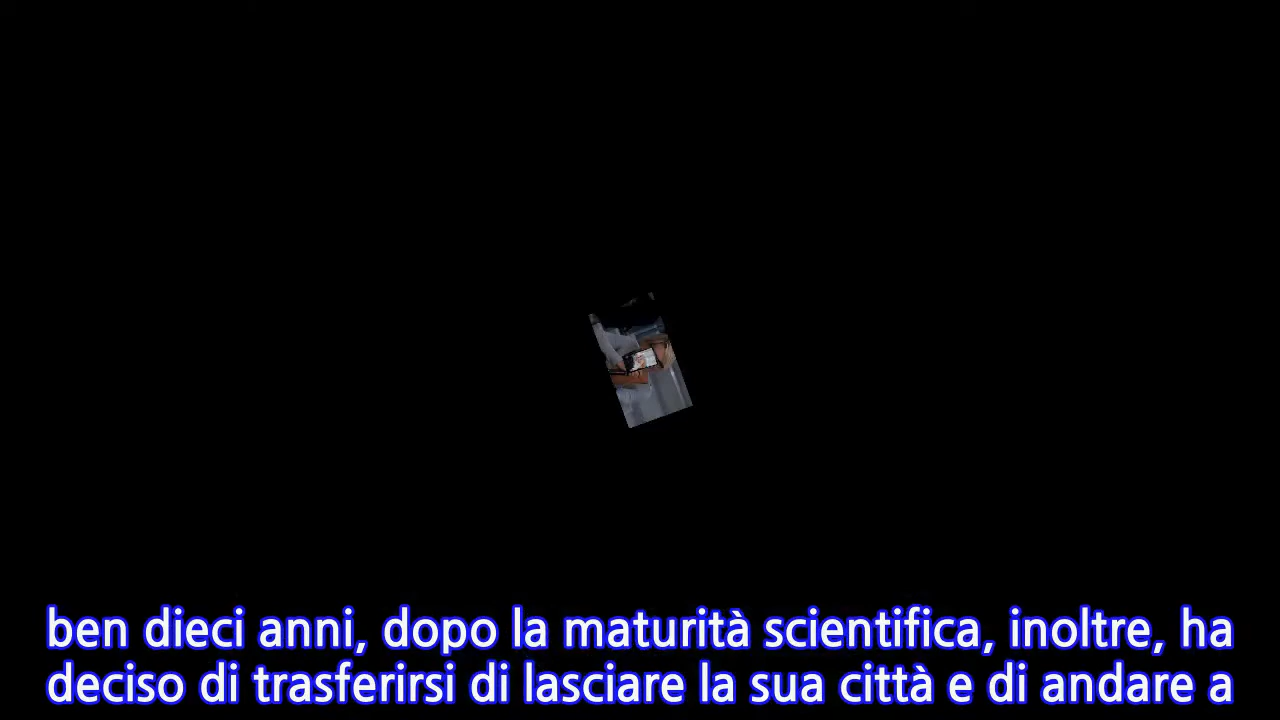 ben dieci anni, dopo la maturità scientifica, inoltre, ha
deciso di trasferirsi di lasciare la sua città e di andare a